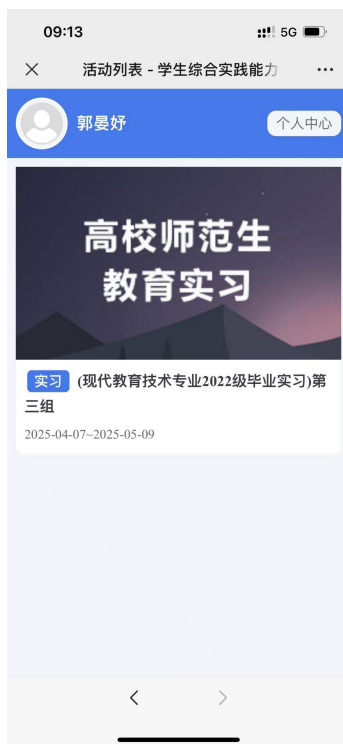 09:13
5G
活动列表 - 学生综合实践能力
郭晏妤
个人中心
高校师范生
教育实习
实习 (现代教育技术专业2022级毕业实习)第
三组
2025-04-07~2025-05-09